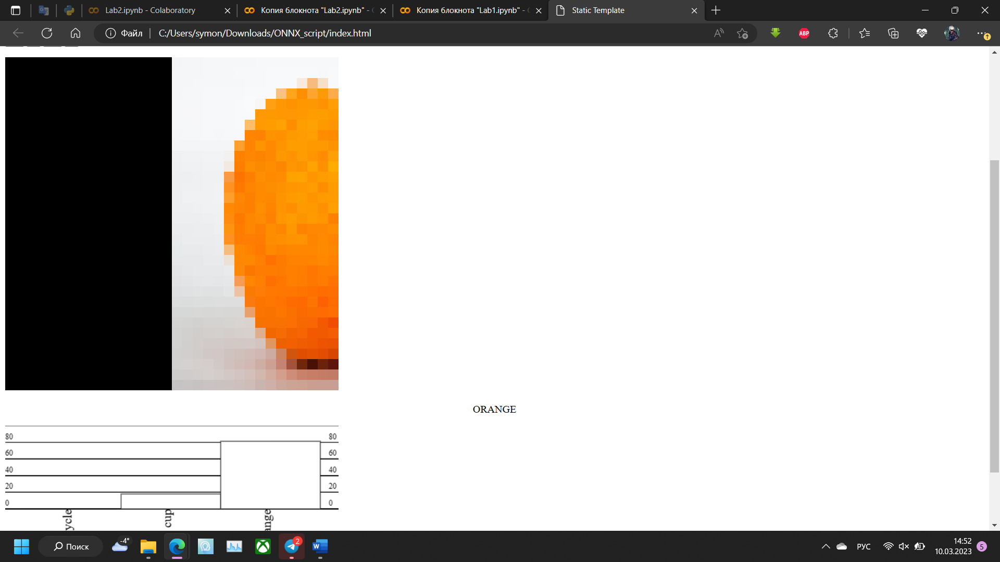 Lab2.ipynb - Colaboratory
Копия блокнота "Lab2.ipynb" -
Копия блокнота "Lab1.ipynb" -
Static Template
Файл
C:/Users/symon/Downloads/ONNX_script/index.html
ABP
ORANGE
80 80
60 60
40 40
20 20
0 0
ycle cup ange
Поиск
-4°
2
W
РУС
14:52
10.03.2023
5